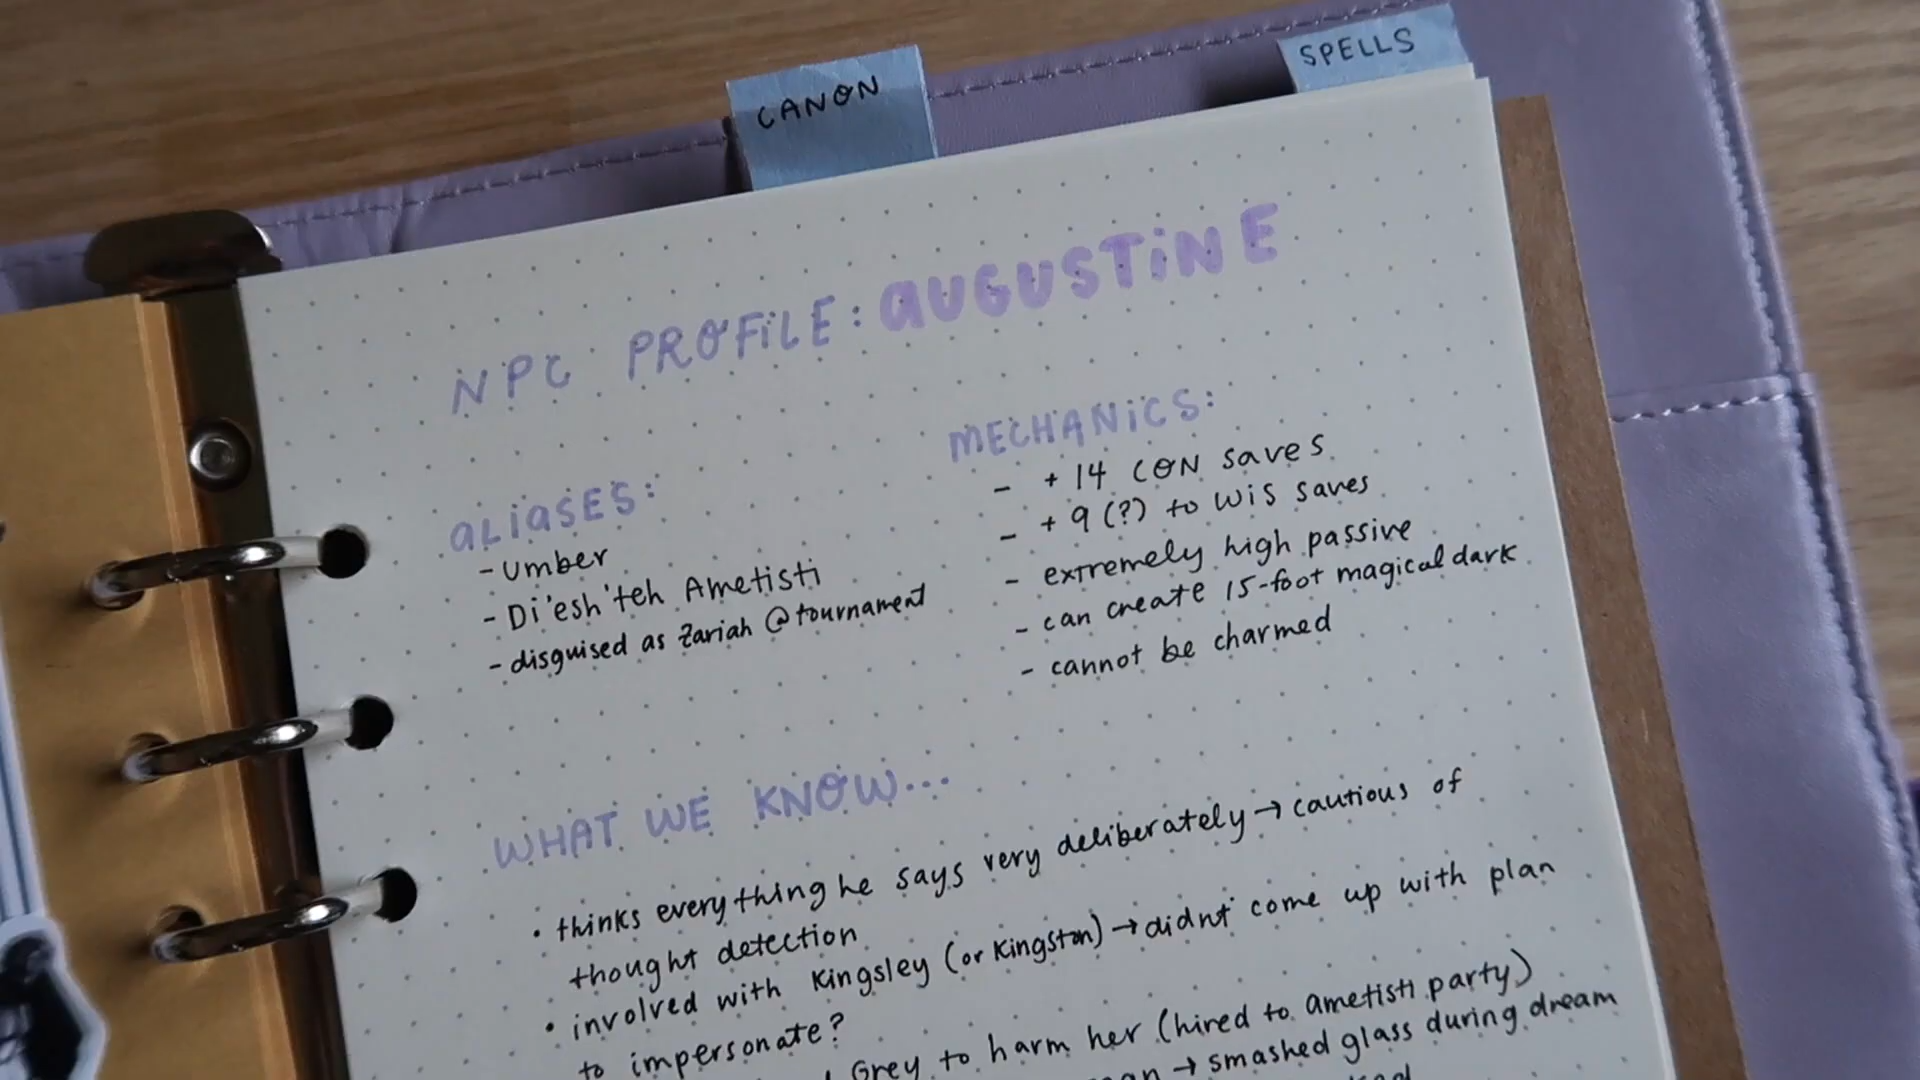 CANON
SPELLS
NPC PROFILE: AUGUSTINE
ALIASES:
- Umber
- Di'esh'teh Ametisti
- disguised as Zariah @ tournament
MECHANICS:
- +14 CON saves
- +9 (?) to WIS saves
- extremely high passive
- can create 15-foot magical dark
- cannot be charmed
WHAT WE KNOW...
• thinks everything he says very deliberately → cautious of
thought detection
• involved with Kingsley (or Kingston) → didnt come up with plan
to impersonate?
Grey to harm her (hired to ametisti party)
→ smashed glass during dream